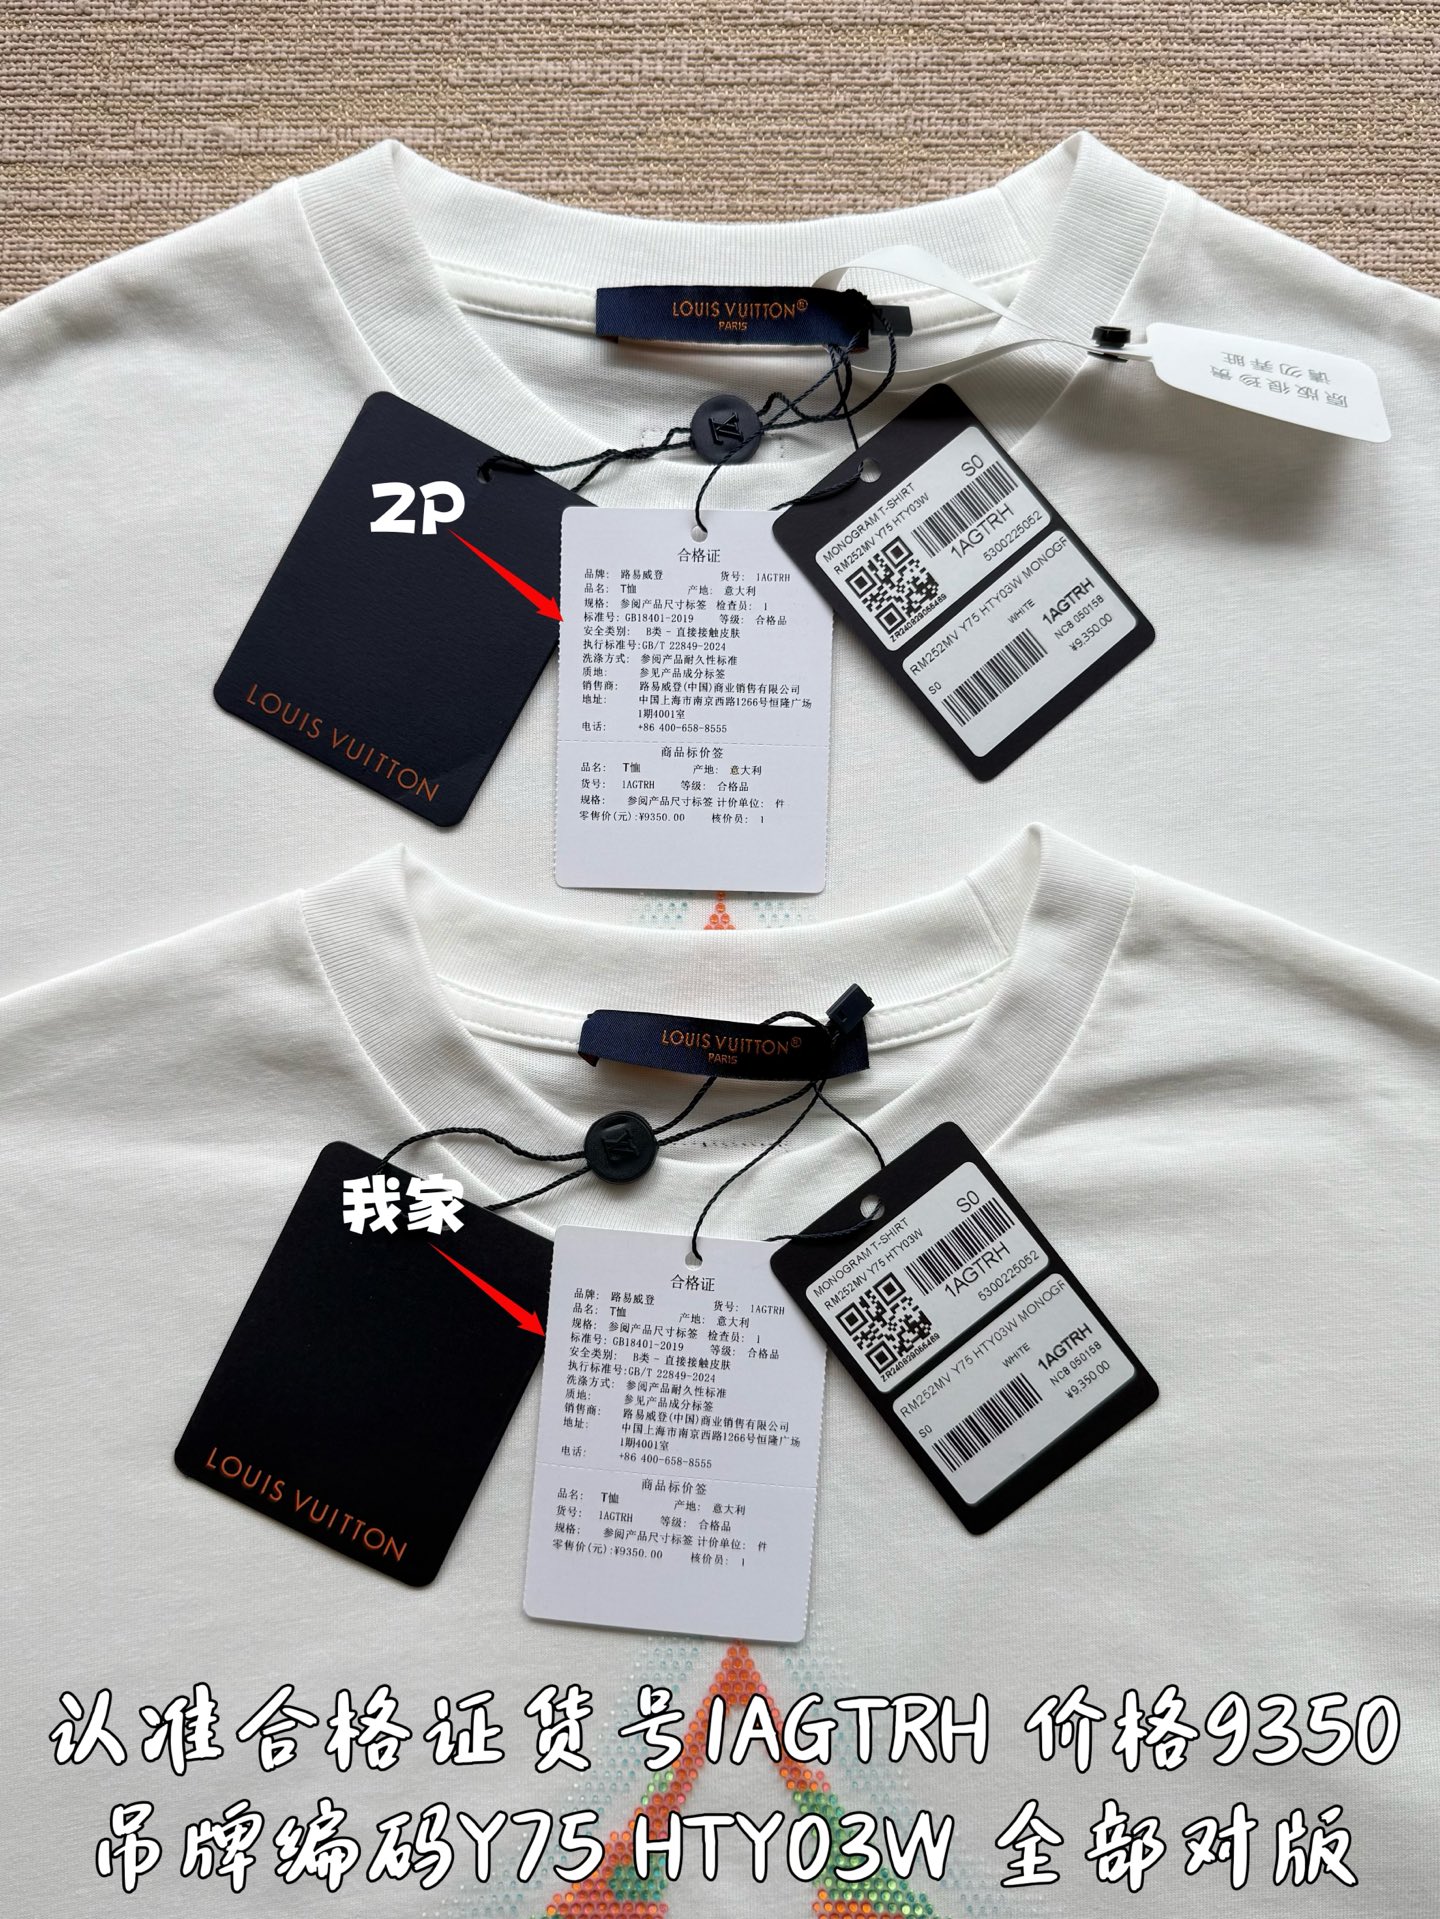 LOUIS VUITTON®
PARIS
原版很珍贵
请勿弄脏
2P
LOUIS VUITTON
合格证
品牌: 路易威登 货号: 1AGTRH
品名: T恤 产地: 意大利
规格: 参阅产品尺寸标签 检查员: 1
标准号: GB18401-2019 等级: 合格品
安全类别: B类 - 直接接触皮肤
执行标准号:GB/T 22849-2024
洗涤方式: 参阅产品耐久性标准
质地: 参见产品成分标签
销售商: 路易威登(中国)商业销售有限公司
地址: 中国上海市南京西路1266号恒隆广场
1期4001室
电话: +86 400-658-8555
商品标价签
品名: T恤 产地: 意大利
货号: 1AGTRH 等级: 合格品
规格: 参阅产品尺寸标签 计价单位: 件
零售价(元):¥9350.00 核价员: 1
MONOGRAM T-SHIRT S0
RM252MV Y75 HTY03W
1AGTRH
5300225052
ZR240829066469
RM252MV Y75 HTY03W MONOGR
WHITE 1AGTRH
S0 NC8 050158
¥9,350.00
LOUIS VUITTON®
PARIS
我家
LOUIS VUITTON
合格证
品牌: 路易威登 货号: 1AGTRH
品名: T恤 产地: 意大利
规格: 参阅产品尺寸标签 检查员: 1
标准号: GB18401-2019 等级: 合格品
安全类别: B类 - 直接接触皮肤
执行标准号:GB/T 22849-2024
洗涤方式: 参阅产品耐久性标准
质地: 参见产品成分标签
销售商: 路易威登(中国)商业销售有限公司
地址: 中国上海市南京西路1266号恒隆广场
1期4001室
电话: +86 400-658-8555
商品标价签
品名: T恤 产地: 意大利
货号: 1AGTRH 等级: 合格品
规格: 参阅产品尺寸标签 计价单位: 件
零售价(元):¥9350.00 核价员: 1
MONOGRAM T-SHIRT S0
RM252MV Y75 HTY03W
1AGTRH
5300225052
ZR240829066469
RM252MV Y75 HTY03W MONOGR
WHITE 1AGTRH
S0 NC8 050158
¥9,350.00
认准合格证货号1AGTRH 价格9350
吊牌编码Y75 HTY03W 全部对版